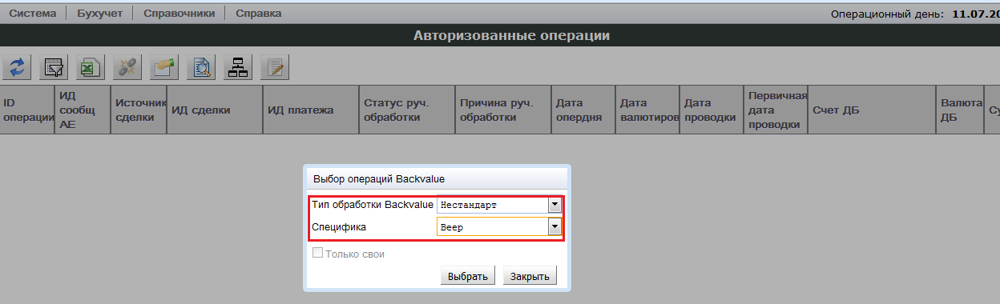 Система Бухучет Справочники Справка Операционный день: 11.07.20
Авторизованные операции
ID операции ИД сообщ АЕ Источник сделки ИД сделки ИД платежа Статус руч. обработки Причина руч. обработки Дата опердня Дата валютиров Дата проводки Первичная дата проводки Счет ДБ Валюта ДБ Су
Выбор операций Backvalue
Тип обработки Backvalue Нестандарт
Специфика Веер
Только свои
Выбрать Закрыть